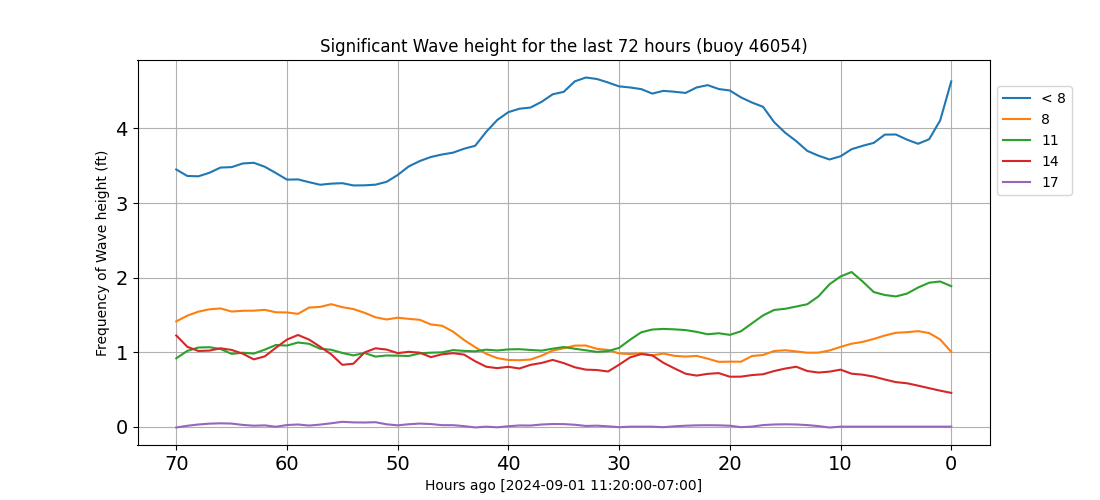 Significant Wave height for the last 72 hours (buoy 46054)
Frequency of Wave height (ft)
4
3
2
1
0
70 60 50 40 30 20 10 0
Hours ago [2024-09-01 11:20:00-07:00]
< 8
8
11
14
17